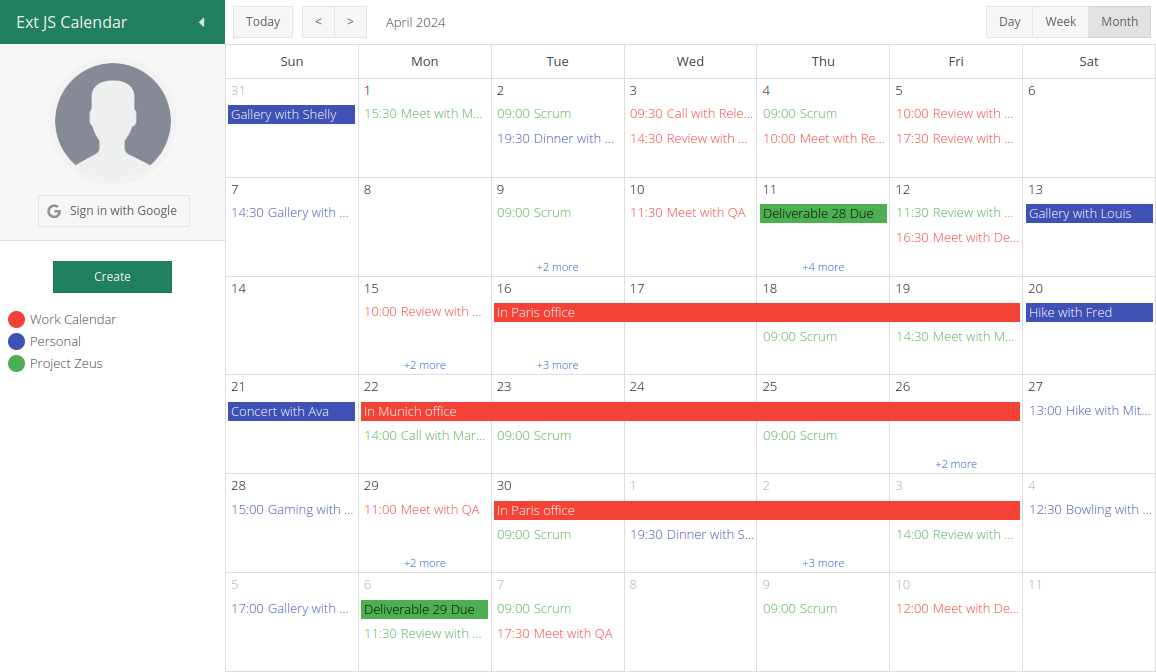 Ext JS Calendar
Sign in with Google
Create
Work Calendar
Personal
Project Zeus
Today < > April 2024 Day Week Month
Sun Mon Tue Wed Thu Fri Sat
31 1 2 3 4 5 6
Gallery with Shelly 15:30 Meet with M... 09:00 Scrum 09:30 Call with Rele... 09:00 Scrum 10:00 Review with ...
19:30 Dinner with ... 14:30 Review with ... 10:00 Meet with Re... 17:30 Review with ...
7 8 9 10 11 12 13
14:30 Gallery with ... 09:00 Scrum 11:30 Meet with QA Deliverable 28 Due 11:30 Review with ... Gallery with Louis
16:30 Meet with De...
+2 more +4 more
14 15 16 17 18 19 20
10:00 Review with ... In Paris office Hike with Fred
09:00 Scrum 14:30 Meet with M...
+2 more +3 more
21 22 23 24 25 26 27
Concert with Ava In Munich office 13:00 Hike with Mit...
14:00 Call with Mar... 09:00 Scrum 09:00 Scrum
+2 more
28 29 30 1 2 3 4
15:00 Gaming with ... 11:00 Meet with QA In Paris office 12:30 Bowling with ...
09:00 Scrum 19:30 Dinner with S... 14:00 Review with ...
+2 more +3 more
5 6 7 8 9 10 11
17:00 Gallery with ... Deliverable 29 Due 09:00 Scrum 09:00 Scrum 12:00 Meet with De...
11:30 Review with ... 17:30 Meet with QA